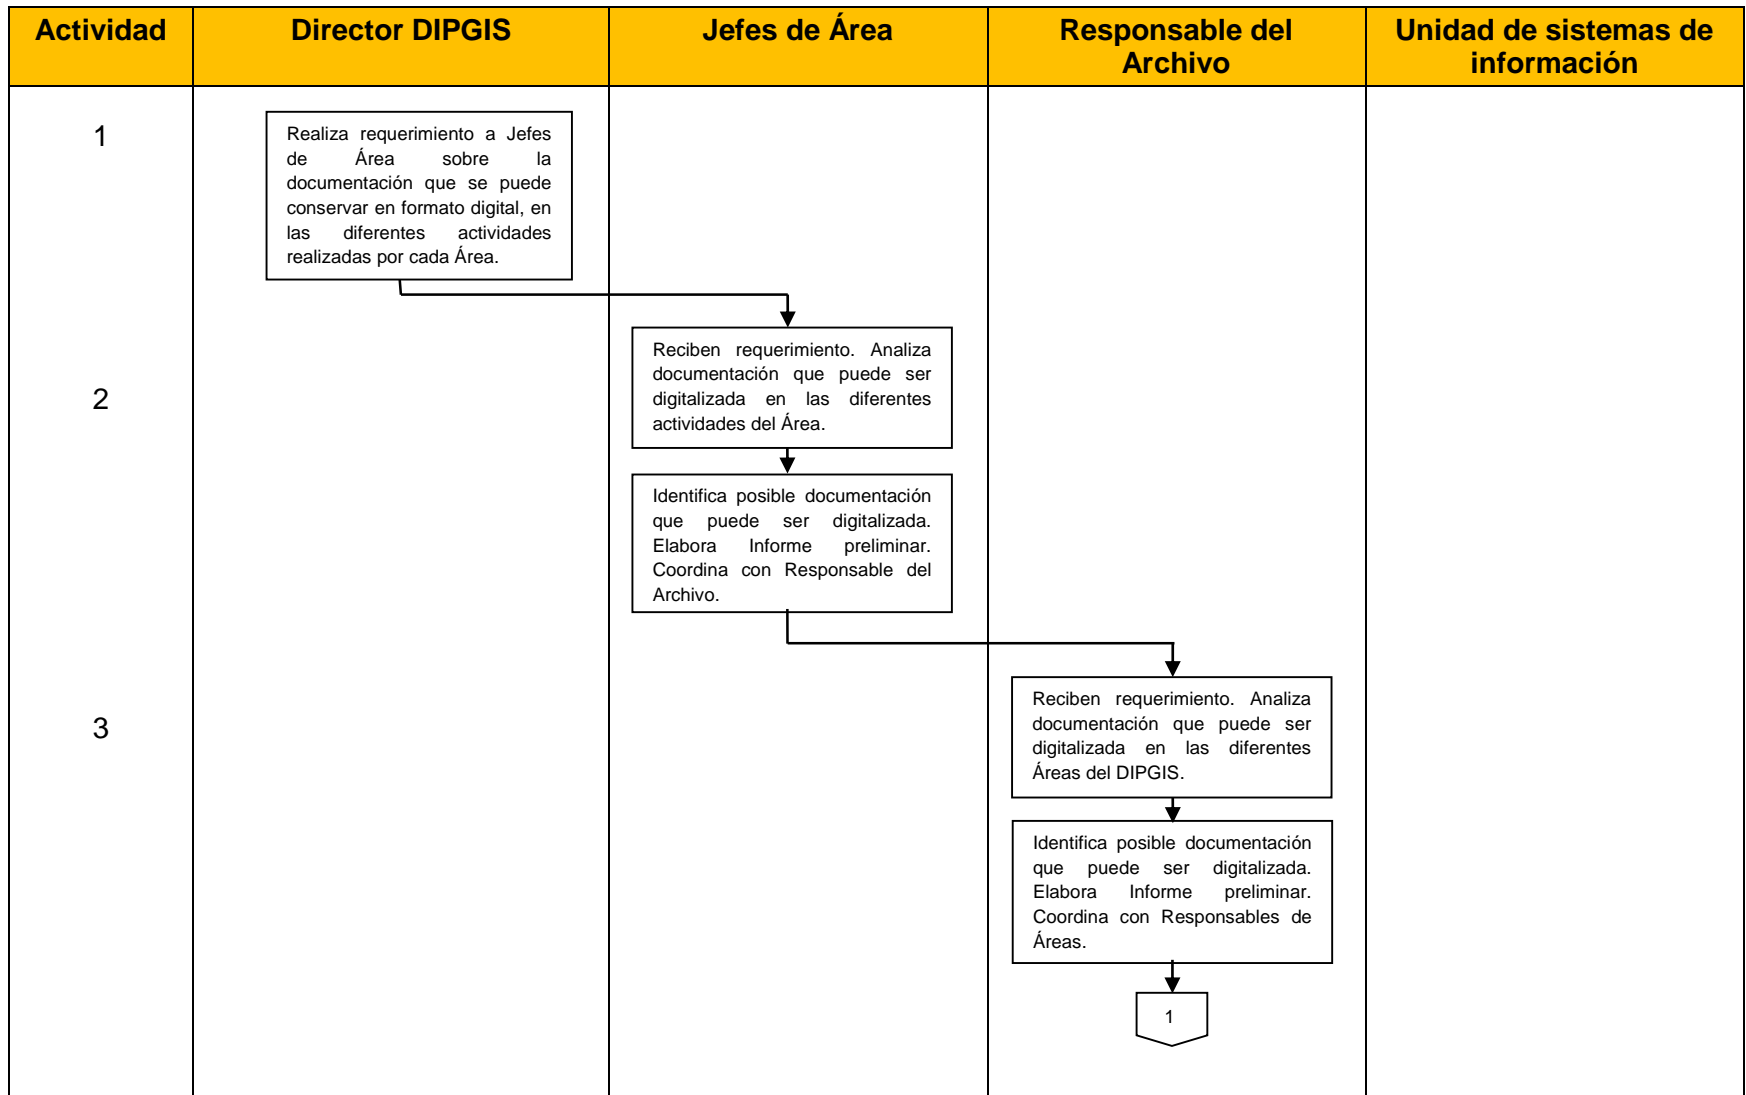 Actividad
Director DIPGIS
Jefes de Área
Responsable del
Archivo
Unidad de sistemas de
información
1
Realiza requerimiento a Jefes
de Área sobre la
documentación que se puede
conservar en formato digital, en
las diferentes actividades
realizadas por cada Área.
2
Reciben requerimiento. Analiza
documentación que puede ser
digitalizada en las diferentes
actividades del Área.
Identifica posible documentación
que puede ser digitalizada.
Elabora Informe preliminar.
Coordina con Responsable del
Archivo.
3
Reciben requerimiento. Analiza
documentación que puede ser
digitalizada en las diferentes
Áreas del DIPGIS.
Identifica posible documentación
que puede ser digitalizada.
Elabora Informe preliminar.
Coordina con Responsables de
Áreas.
1